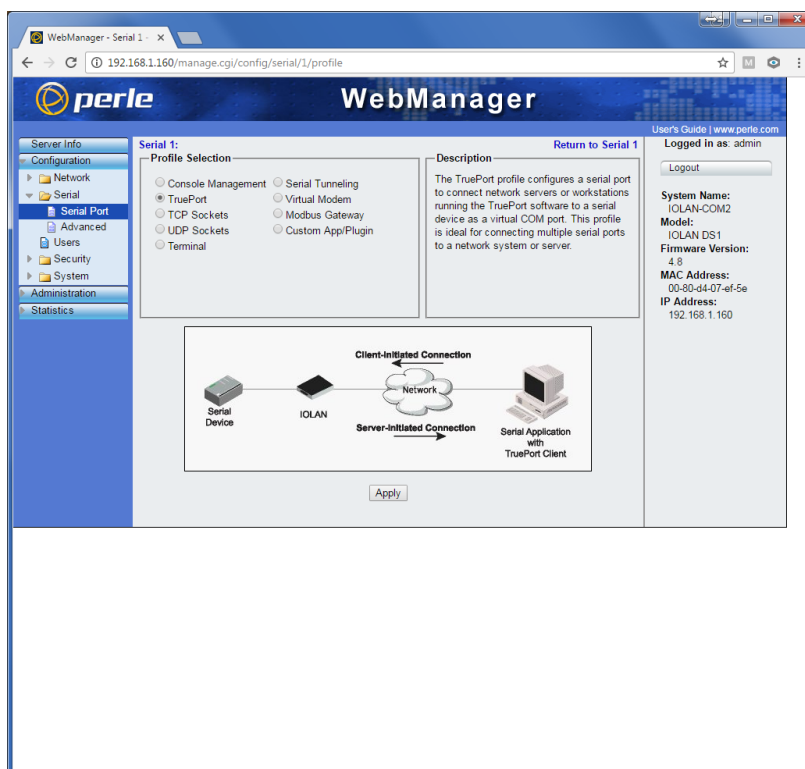 WebManager - Serial 1 -
192.168.1.160/manage.cgi/config/serial/1/profile
perle
WebManager
User's Guide | www.perle.com
Server Info
Configuration
Network
Serial
Serial Port
Advanced
Users
Security
System
Administration
Statistics
Serial 1:
Return to Serial 1
Profile Selection
Console Management
Serial Tunneling
TruePort
Virtual Modem
TCP Sockets
Modbus Gateway
UDP Sockets
Custom App/Plugin
Terminal
Description
The TruePort profile configures a serial port
to connect network servers or workstations
running the TruePort software to a serial
device as a virtual COM port. This profile
is ideal for connecting multiple serial ports
to a network system or server.
Client-Initiated Connection
Network
Server-Initiated Connection
Serial
Device
IOLAN
Serial Application
with
TruePort Client
Apply
Logged in as: admin
Logout
System Name:
IOLAN-COM2
Model:
IOLAN DS1
Firmware Version:
4.8
MAC Address:
00-80-d4-07-ef-5e
IP Address:
192.168.1.160